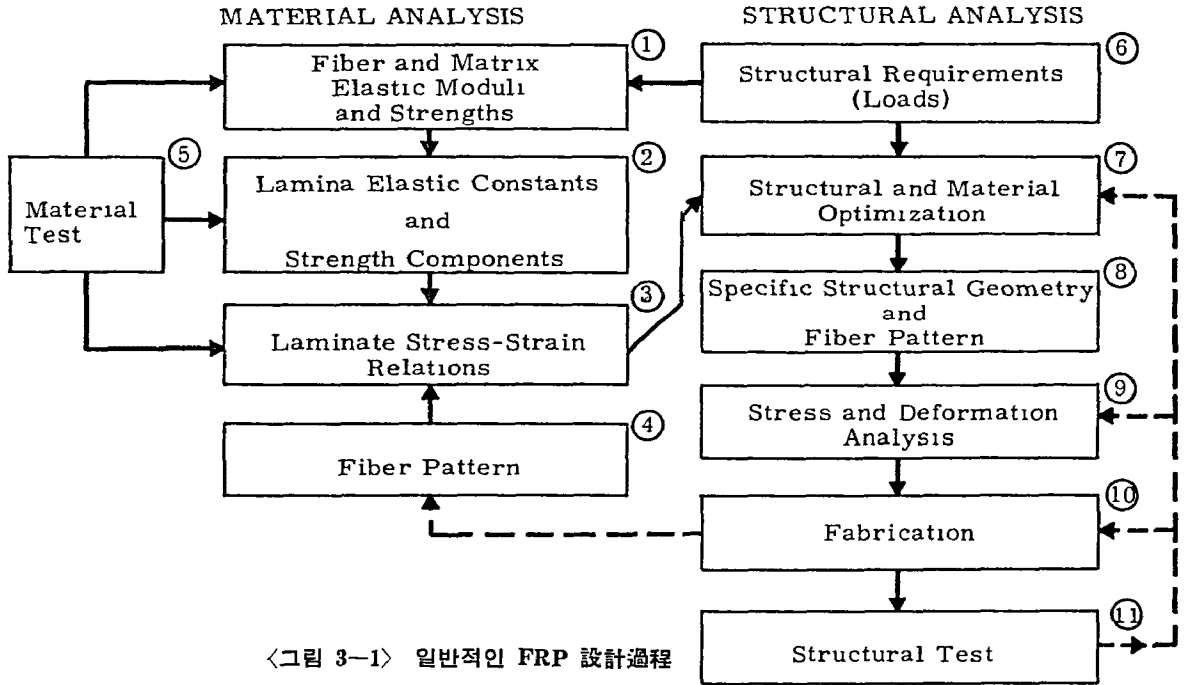 MATERIAL ANALYSIS
STRUCTURAL ANALYSIS
①
Fiber and Matrix
Elastic Moduli
and Strengths
⑥
Structural Requirements
(Loads)
⑤
Material
Test
②
Lamina Elastic Constants
and
Strength Components
⑦
Structural and Material
Optimization
③
Laminate Stress-Strain
Relations
⑧
Specific Structural Geometry
and
Fiber Pattern
④
Fiber Pattern
⑨
Stress and Deformation
Analysis
⑩
Fabrication
⑪
Structural Test
〈그림 3-1〉 일반적인 FRP 設計過程